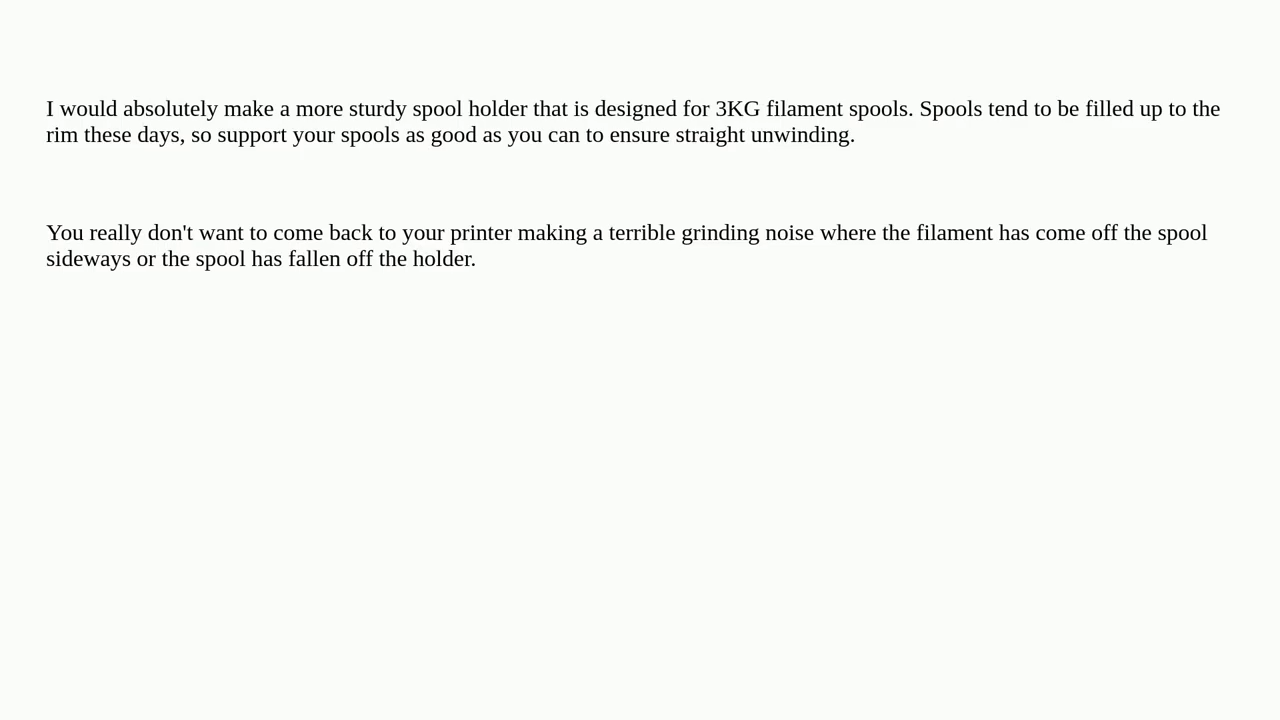 I would absolutely make a more sturdy spool holder that is designed for 3KG filament spools. Spools tend to be filled up to the
rim these days, so support your spools as good as you can to ensure straight unwinding.
You really don't want to come back to your printer making a terrible grinding noise where the filament has come off the spool
sideways or the spool has fallen off the holder.